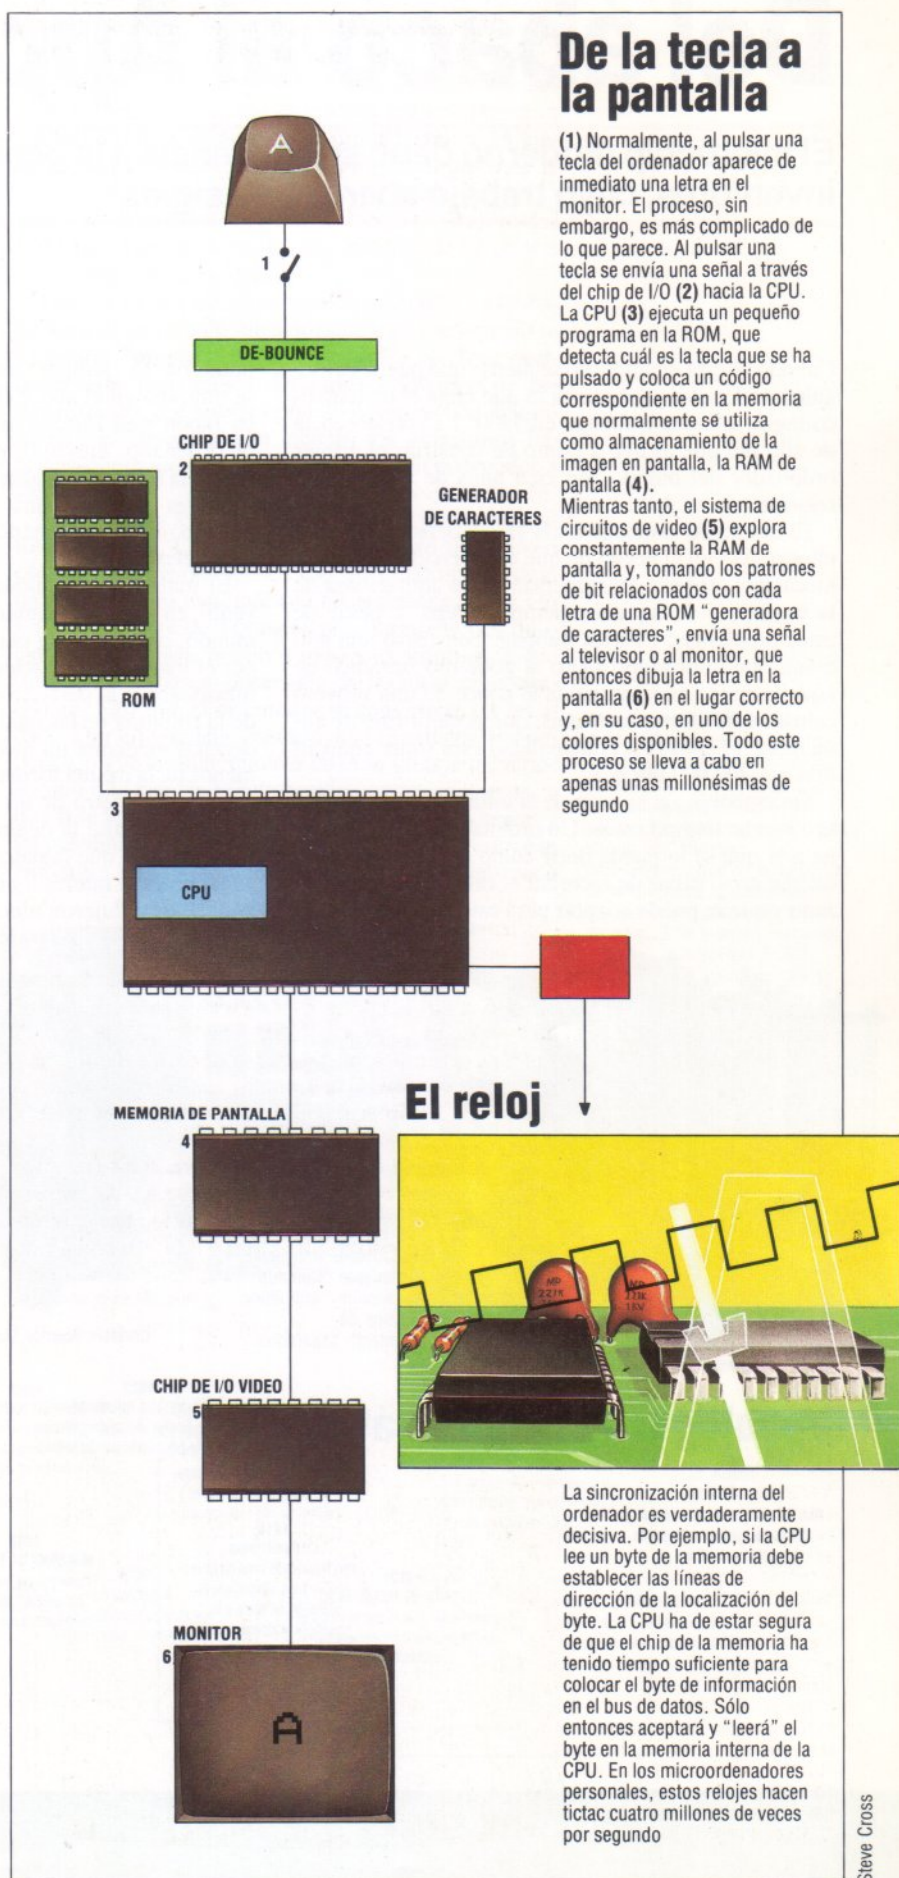 De la tecla a
la pantalla
(1) Normalmente, al pulsar una
tecla del ordenador aparece de
inmediato una letra en el
monitor. El proceso, sin
embargo, es más complicado de
lo que parece. Al pulsar una
tecla se envía una señal a través
del chip de I/O (2) hacia la CPU.
La CPU (3) ejecuta un pequeño
programa en la ROM, que
detecta cuál es la tecla que se ha
pulsado y coloca un código
correspondiente en la memoria
que normalmente se utiliza
como almacenamiento de la
imagen en pantalla, la RAM de
pantalla (4).
Mientras tanto, el sistema de
circuitos de video (5) explora
constantemente la RAM de
pantalla y, tomando los patrones
de bit relacionados con cada
letra de una ROM "generadora
de caracteres", envía una señal
al televisor o al monitor, que
entonces dibuja la letra en la
pantalla (6) en el lugar correcto
y, en su caso, en uno de los
colores disponibles. Todo este
proceso se lleva a cabo en
apenas unas millonésimas de
segundo
A
1
DE-BOUNCE
CHIP DE I/O
2
GENERADOR
DE CARACTERES
ROM
3
CPU
El reloj
MEMORIA DE PANTALLA
4
NP
221K
1KV
CHIP DE I/O VIDEO
5
MONITOR
6
A
La sincronización interna del
ordenador es verdaderamente
decisiva. Por ejemplo, si la CPU
lee un byte de la memoria debe
establecer las líneas de
dirección de la localización del
byte. La CPU ha de estar segura
de que el chip de la memoria ha
tenido tiempo suficiente para
colocar el byte de información
en el bus de datos. Sólo
entonces aceptará y "leerá" el
byte en la memoria interna de la
CPU. En los microordenadores
personales, estos relojes hacen
tictac cuatro millones de veces
por segundo
Steve Cross